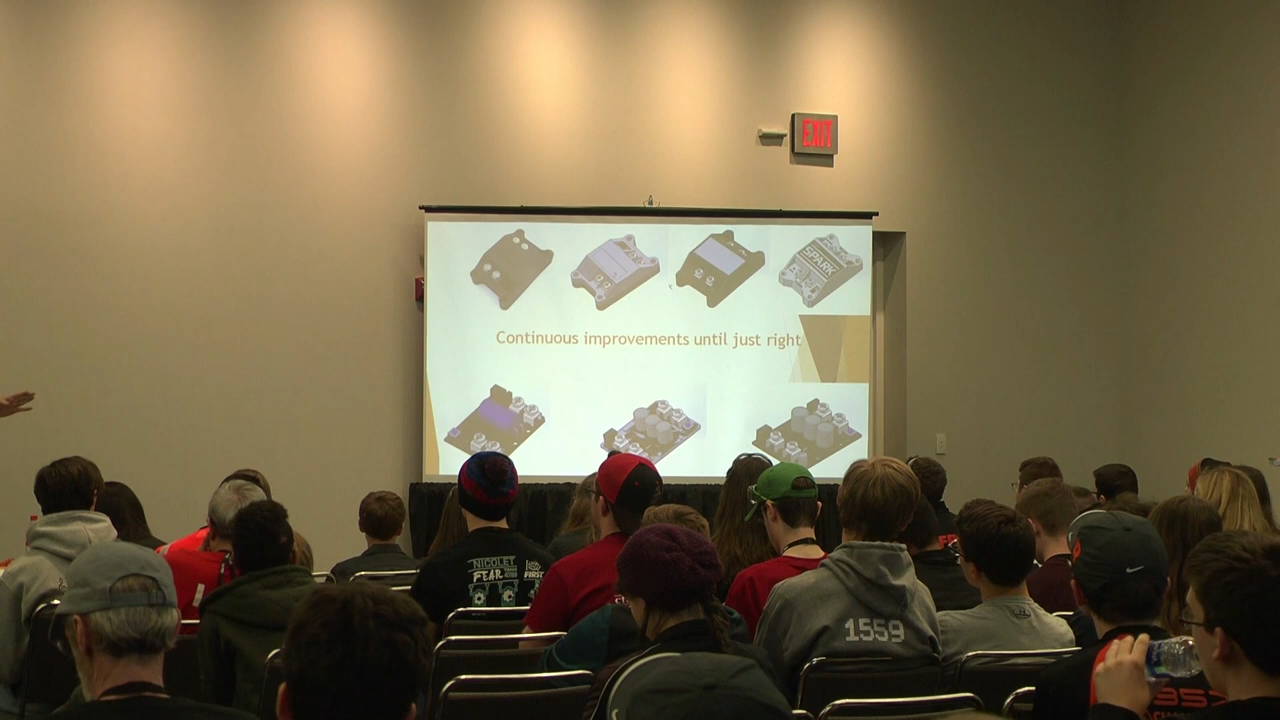 EXIT
SPARK
Continuous improvements until just right
NICOLET
FEAR
FIRST
1559